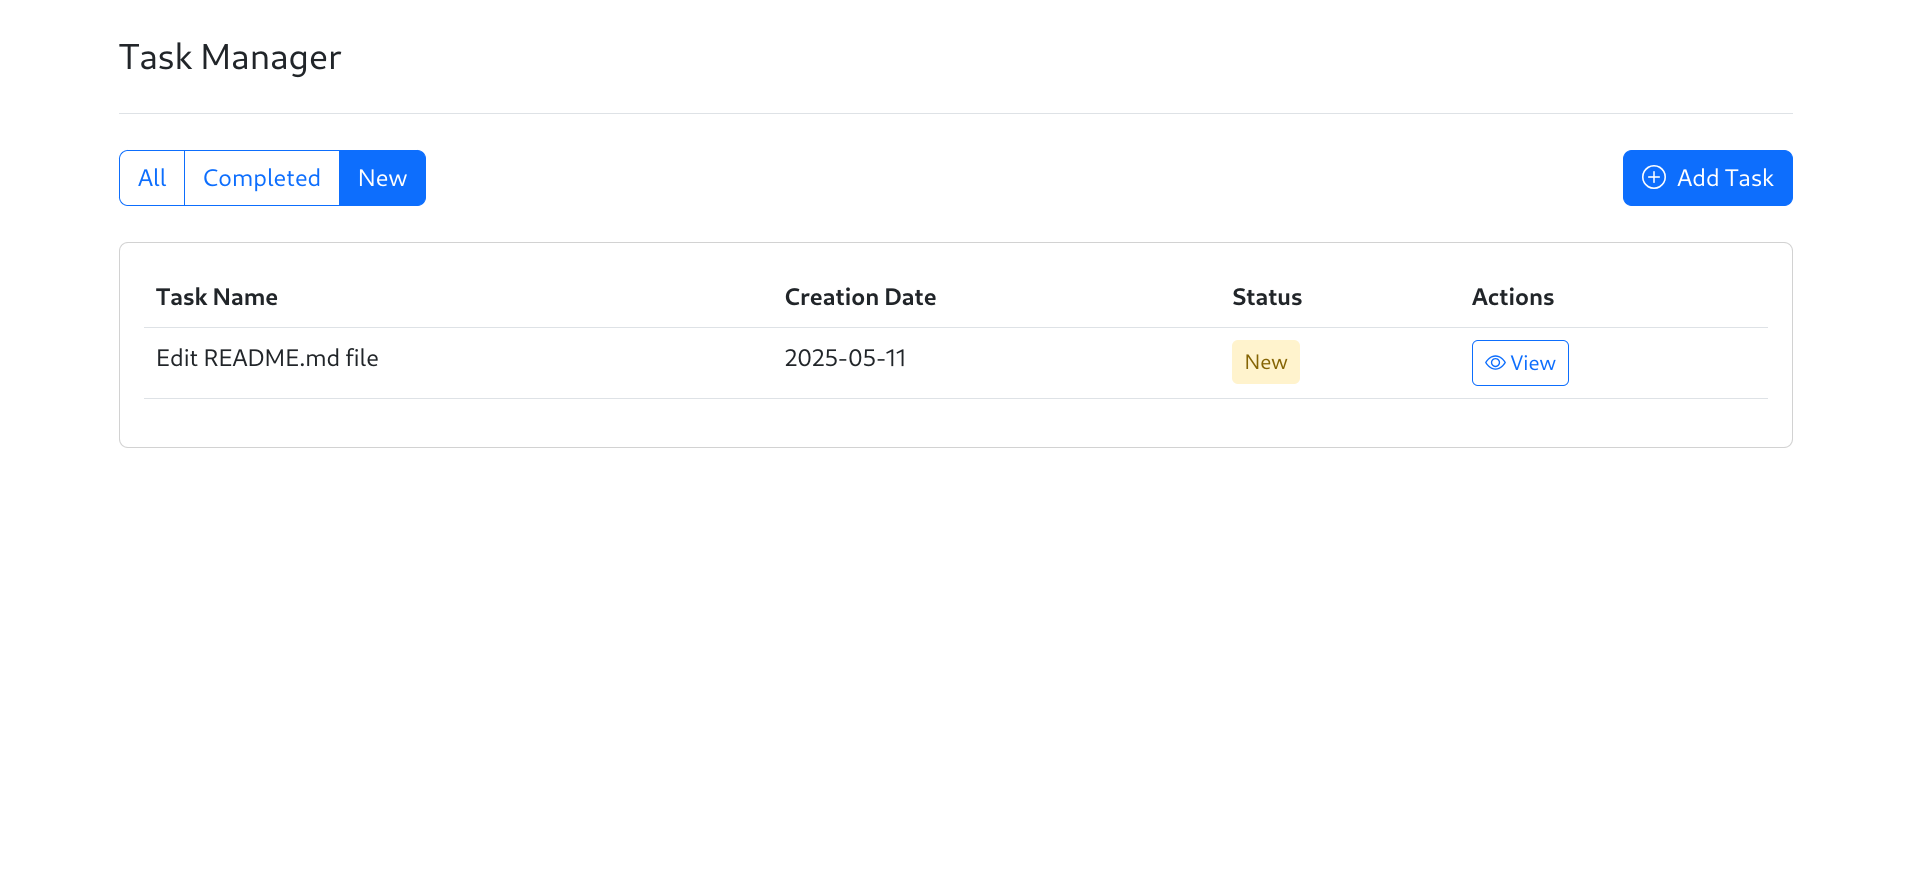 Task Manager
All Completed New
Add Task
Task Name Creation Date Status Actions
Edit README.md file 2025-05-11 New View